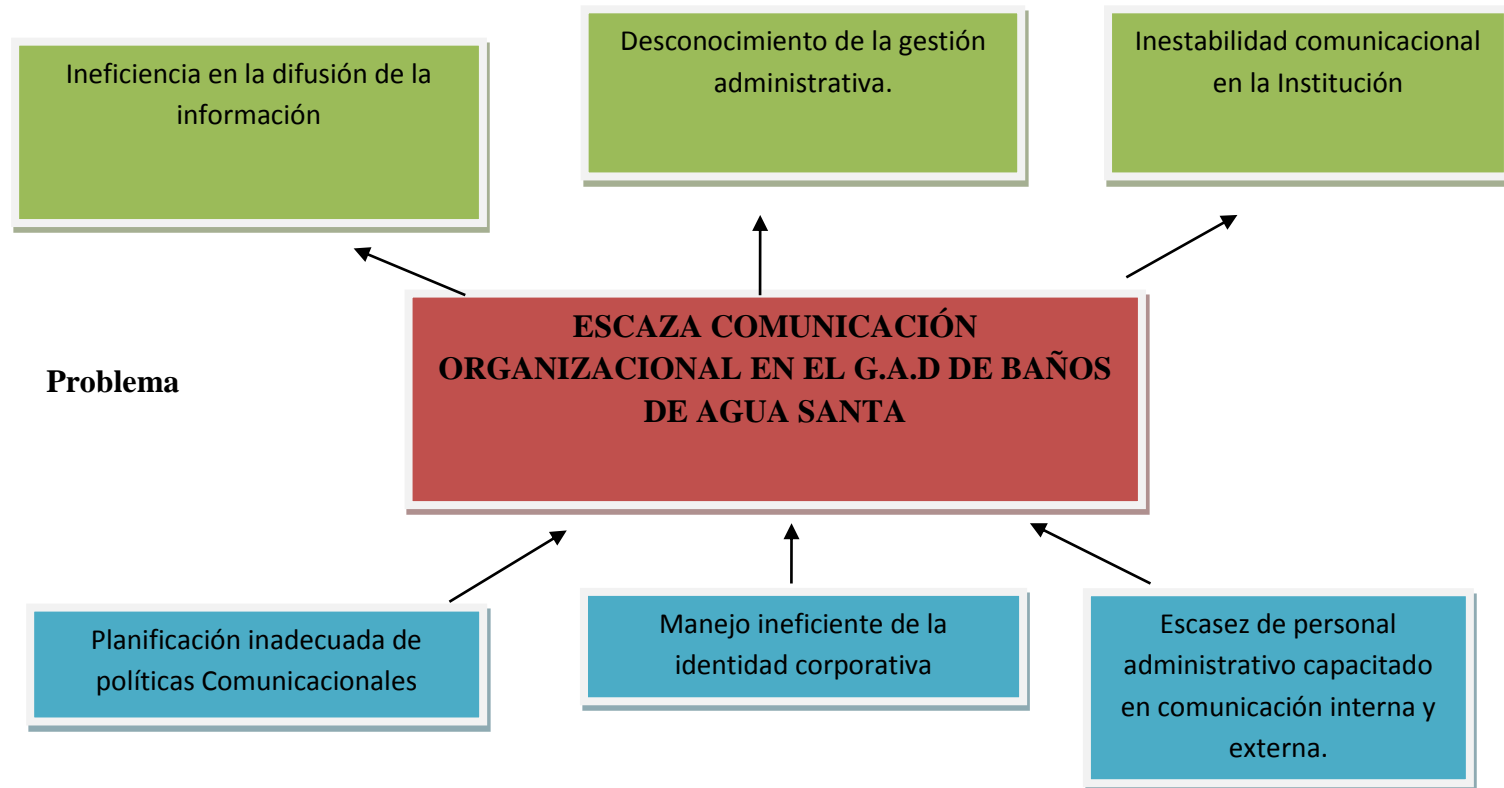 Ineficiencia en la difusión de la
información
Desconocimiento de la gestión
administrativa.
Inestabilidad comunicacional
en la Institución
Problema
ESCAZA COMUNICACIÓN
ORGANIZACIONAL EN EL G.A.D DE BAÑOS
DE AGUA SANTA
Planificación inadecuada de
políticas Comunicacionales
Manejo ineficiente de la
identidad corporativa
Escasez de personal
administrativo capacitado
en comunicación interna y
externa.